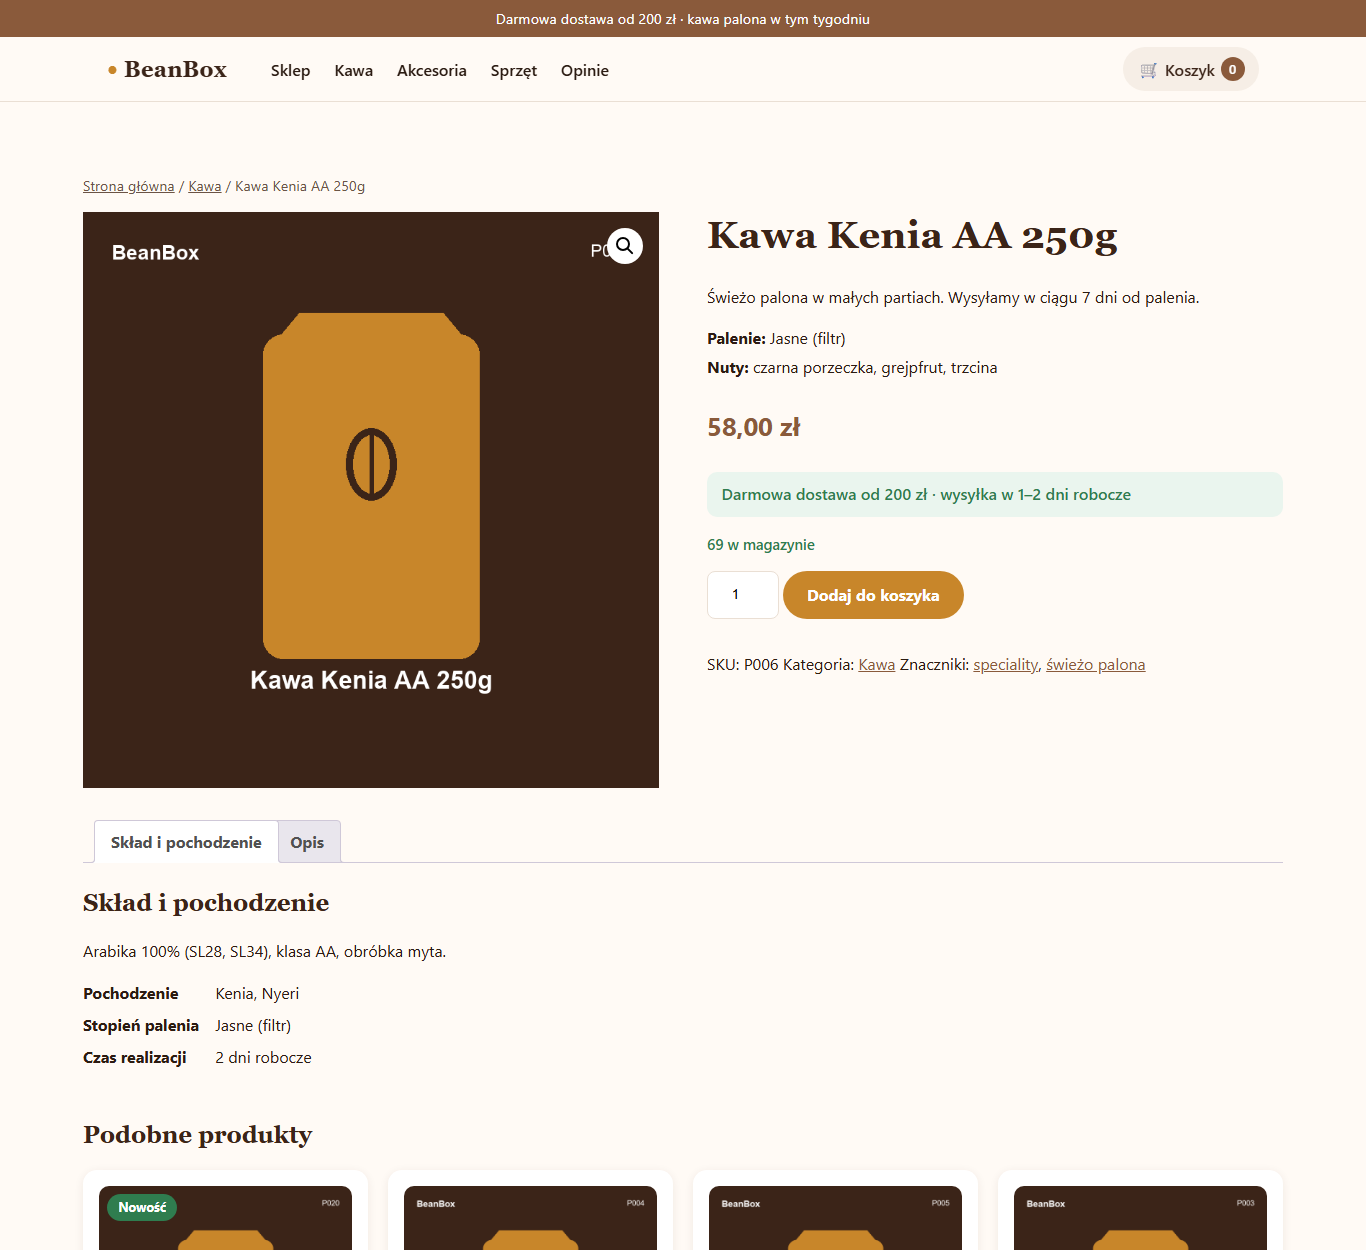 Darmowa dostawa od 200 zł · kawa palona w tym tygodniu
BeanBox Sklep Kawa Akcesoria Sprzęt Opinie Koszyk 0
Strona główna / Kawa / Kawa Kenia AA 250g
BeanBox
Kawa Kenia AA 250g
Kawa Kenia AA 250g
Świeżo palona w małych partiach. Wysyłamy w ciągu 7 dni od palenia.
Palenie: Jasne (filtr)
Nuty: czarna porzeczka, grejpfrut, trzcina
58,00 zł
Darmowa dostawa od 200 zł · wysyłka w 1–2 dni robocze
69 w magazynie
1 Dodaj do koszyka
SKU: P006 Kategoria: Kawa Znaczniki: speciality, świeżo palona
Skład i pochodzenie Opis
Skład i pochodzenie
Arabika 100% (SL28, SL34), klasa AA, obróbka myta.
Pochodzenie Kenia, Nyeri
Stopień palenia Jasne (filtr)
Czas realizacji 2 dni robocze
Podobne produkty
Nowość P020
BeanBox P004
BeanBox P005
BeanBox P003